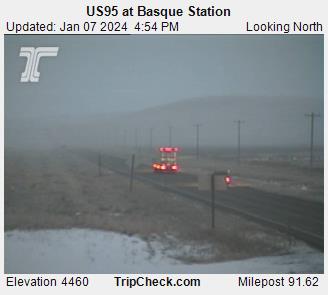 US95 at Basque Station
Updated: Jan 07 2024 4:54 PM Looking North
Elevation 4460 TripCheck.com Milepost 91.62